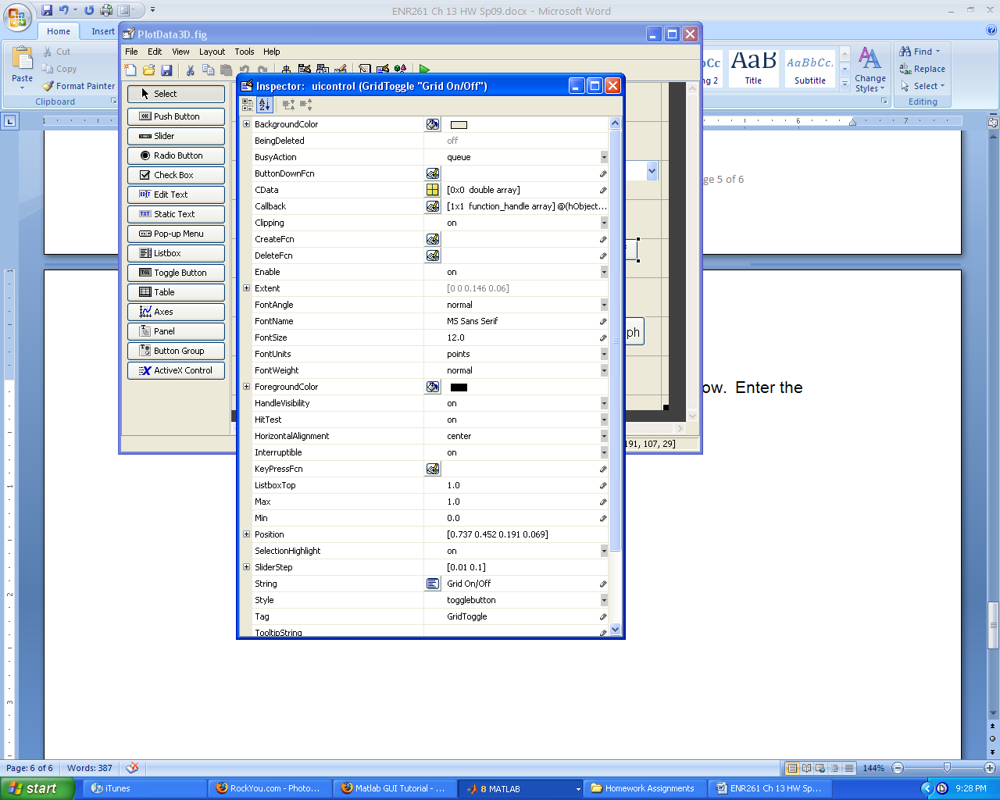 ENR261 Ch 13 HW Sp09.docx - Microsoft Word
Home
Insert
Cut
Copy
Format Painter
Paste
Clipboard
Title
Subtitle
Change
Styles
Find
Replace
Select
Editing
PlotData3D.fig
File Edit View Layout Tools Help
Select
Push Button
Slider
Radio Button
Check Box
Edit Text
Static Text
Pop-up Menu
Listbox
Toggle Button
Table
Axes
Panel
Button Group
ActiveX Control
Inspector: uicontrol (GridToggle "Grid On/Off")
BackgroundColor
BeingDeleted off
BusyAction queue
ButtonDownFcn
CData [0x0 double array]
Callback [1x1 function_handle array] @(hObject...
Clipping on
CreateFcn
DeleteFcn
Enable on
Extent [0 0 0.146 0.06]
FontAngle normal
FontName MS Sans Serif
FontSize 12.0
FontUnits points
FontWeight normal
ForegroundColor
HandleVisibility on
HitTest on
HorizontalAlignment center
Interruptible on
KeyPressFcn
ListboxTop 1.0
Max 1.0
Min 0.0
Position [0.737 0.452 0.191 0.069]
SelectionHighlight on
SliderStep [0.01 0.1]
String Grid On/Off
Style togglebutton
Tag GridToggle
TooltipString
ph
191, 107, 29]
ge 5 of 6
ow. Enter the
Page: 6 of 6 Words: 387
144%
start
iTunes
RockYou.com - Photo...
Matlab GUI Tutorial - ...
8 MATLAB
Homework Assignments
ENR261 Ch 13 HW Sp...
9:28 PM